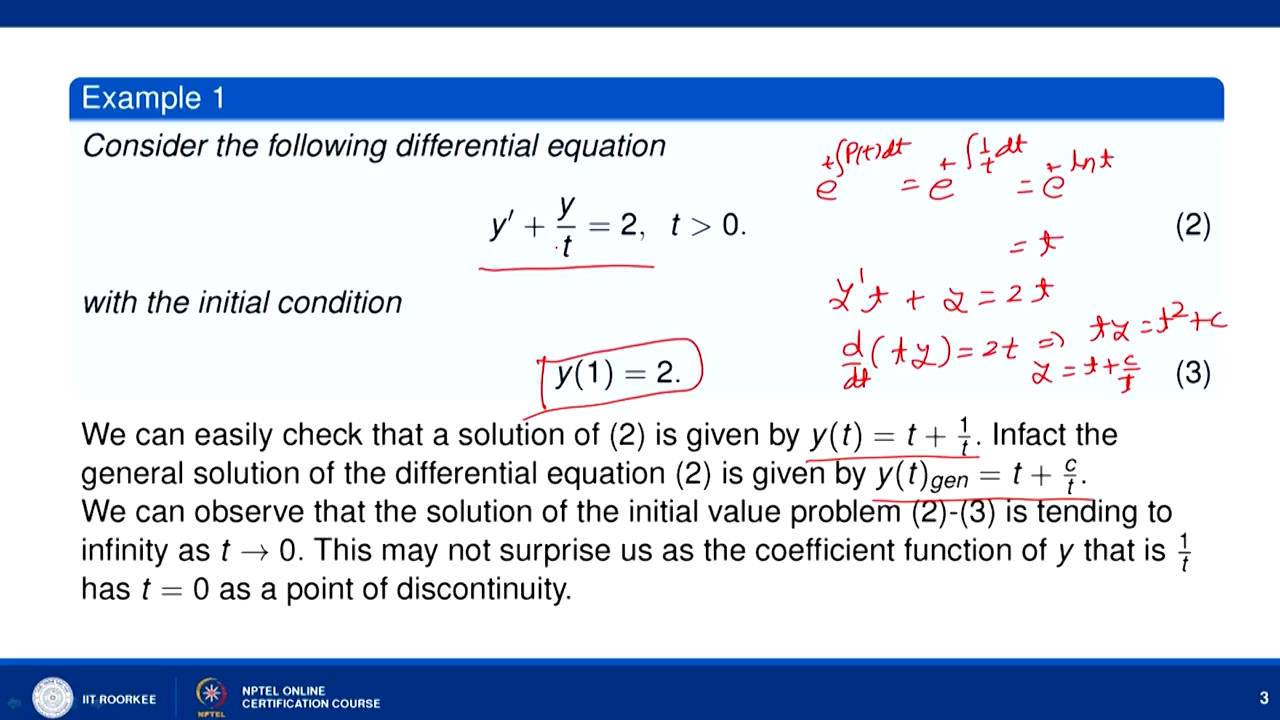 Example 1
Consider the following differential equation
y′ + y/t = 2, t > 0. (2)
with the initial condition
y(1) = 2. (3)
e^{+∫P(t)dt} = e^{+∫1/t dt} = e^{+ ln t}
= t
y′t + y = 2t
d/dt (ty) = 2t ⇒ ty = t² + c
y = t + c/t
We can easily check that a solution of (2) is given by y(t) = t + 1/t. Infact the
general solution of the differential equation (2) is given by y(t)gen = t + c/t.
We can observe that the solution of the initial value problem (2)-(3) is tending to
infinity as t → 0. This may not surprise us as the coefficient function of y that is 1/t
has t = 0 as a point of discontinuity.
IIT ROORKEE
NPTEL
NPTEL ONLINE
CERTIFICATION COURSE
3